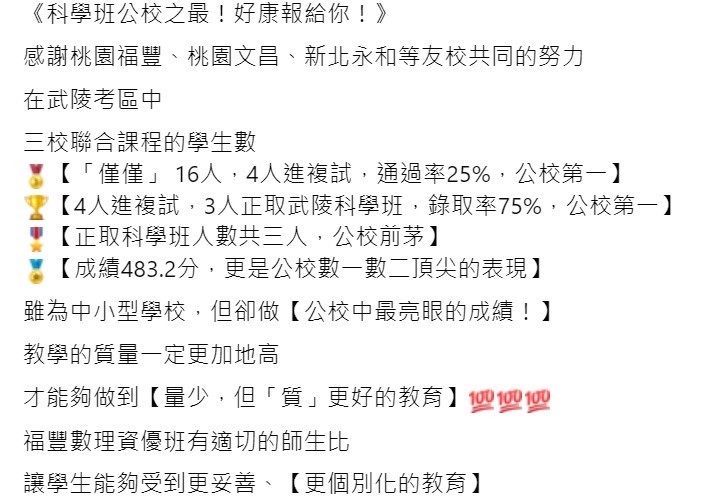 《科學班公校之最！好康報給你！》
感謝桃園福豐、桃園文昌、新北永和等友校共同的努力
在武陵考區中
三校聯合課程的學生數
🏅【「僅僅」 16人，4人進複試，通過率25%，公校第一】
🏆【4人進複試，3人正取武陵科學班，錄取率75%，公校第一】
🎖️【正取科學班人數共三人，公校前茅】
🏅【成績483.2分，更是公校數一數二頂尖的表現】
雖為中小型學校，但卻做【公校中最亮眼的成績！】
教學的質量一定更加地高
才能夠做到【量少，但「質」更好的教育】💯💯💯
福豐數理資優班有適切的師生比
讓學生能夠受到更妥善、【更個別化的教育】